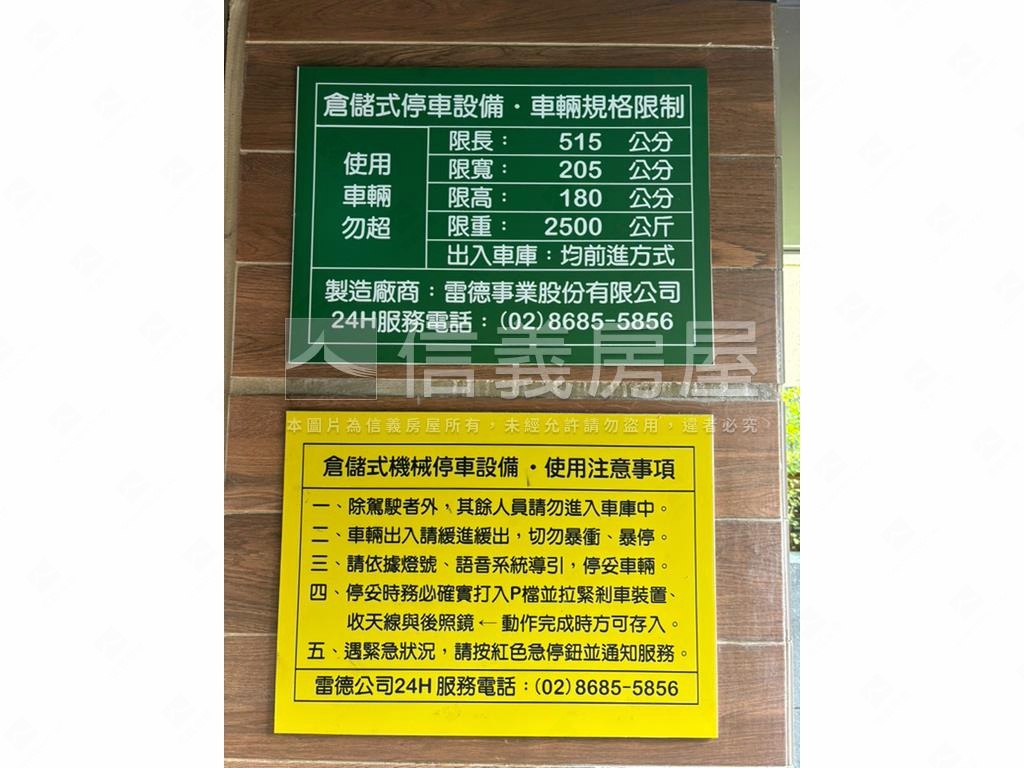 倉儲式停車設備·車輛規格限制
使用
車輛
勿超
限長： 515 公分
限寬： 205 公分
限高： 180 公分
限重： 2500 公斤
出入車庫：均前進方式
製造廠商：雷德事業股份有限公司
24H服務電話：(02)8685-5856
信義房屋
本圖片為信義房屋所有，未經允許請勿盜用，違者必究
倉儲式機械停車設備·使用注意事項
一、除駕駛者外，其餘人員請勿進入車庫中。
二、車輛出入請緩進緩出，切勿暴衝、暴停。
三、請依據燈號、語音系統導引，停妥車輛。
四、停妥時務必確實打入P檔並拉緊剎車裝置、
收天線與後照鏡←動作完成時方可存入。
五、遇緊急狀況，請按紅色急停鈕並通知服務。
雷德公司24H服務電話：(02)8685-5856